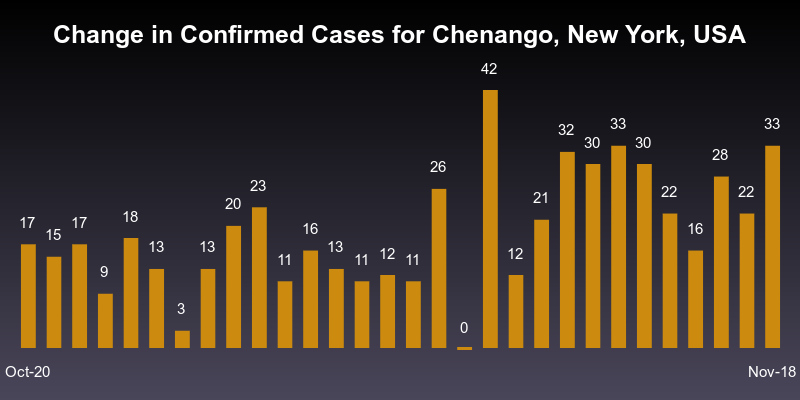 Change in Confirmed Cases for Chenango, New York, USA
17 15 17 9 18 13 3 13 20 23 11 16 13 11 12 11 26 0 42 12 21 32 30 33 30 22 16 28 22 33
Oct-20 Nov-18